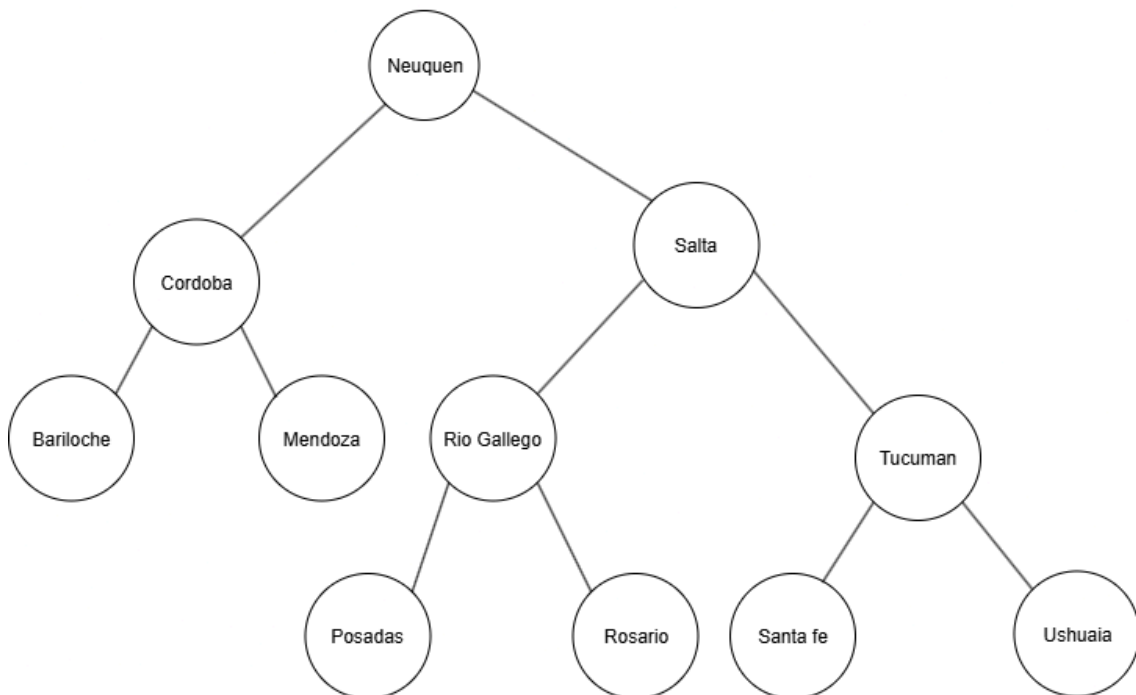 Neuquen
Salta
Cordoba
Bariloche
Mendoza
Rio Gallego
Tucuman
Posadas
Rosario
Santa fe
Ushuaia